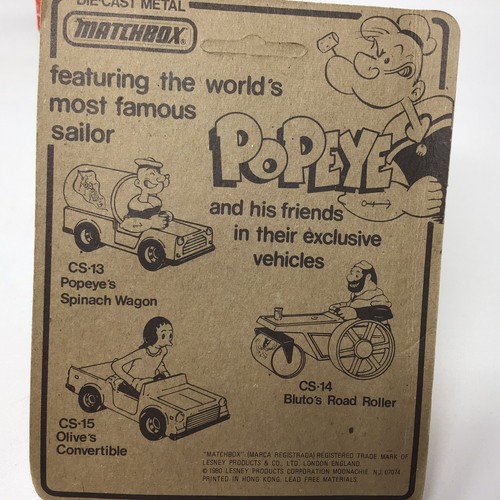 DIE-CAST METAL
MATCHBOX
featuring the world's
most famous
sailor
POPEYE
and his friends
in their exclusive
vehicles
CS-13
Popeye's
Spinach Wagon
CS-14
Bluto's Road Roller
CS-15
Olive's
Convertible
"MATCHBOX" (MARCA REGISTRADA) REGISTERED TRADE MARK OF
LESNEY PRODUCTS & CO., LTD. LONDON ENGLAND.
© 1980 LESNEY PRODUCTS CORPORATION MOONACHIE, N.J. 07074
PRINTED IN HONG KONG. LEAD FREE MATERIALS